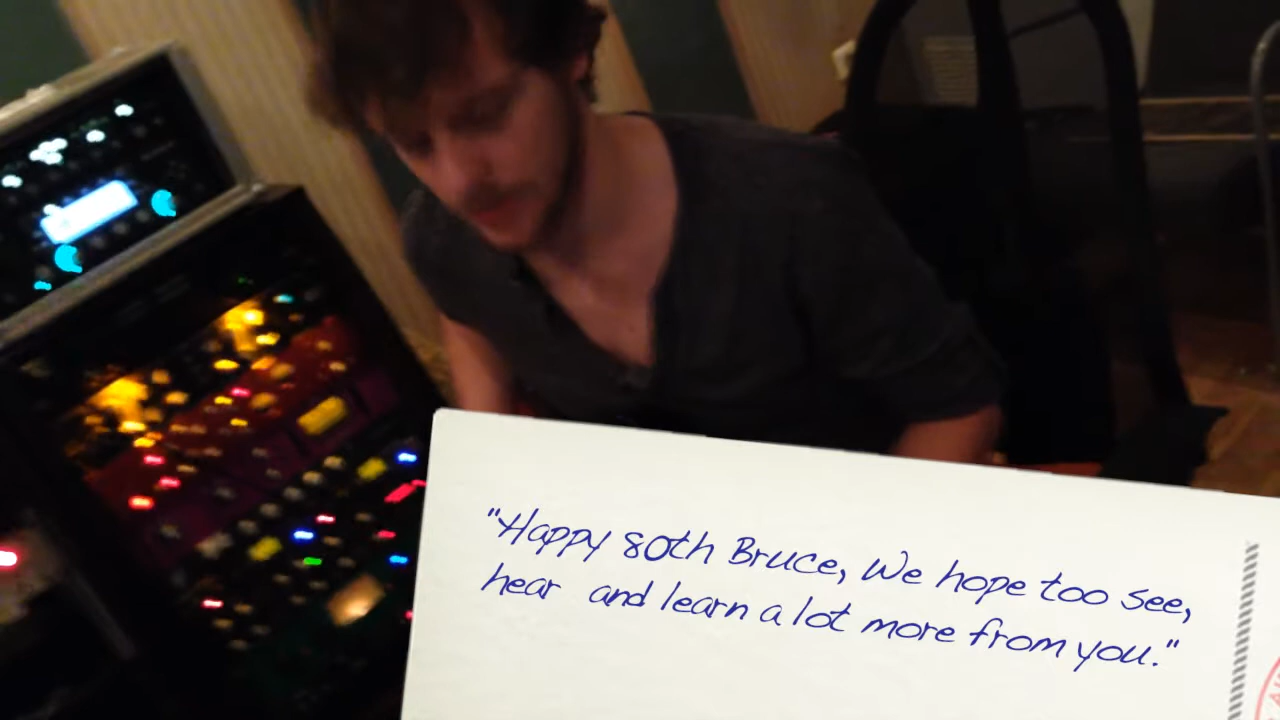 "Happy 80th Bruce, We hope too see,
hear and learn a lot more from you."